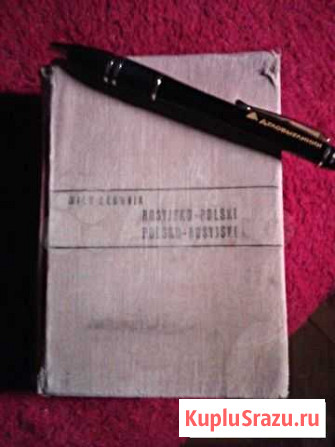 MAŁY SŁOWNIK
ROSYJSKO-POLSKI
POLSKO-ROSYJSKI
KupluSrazu.ru